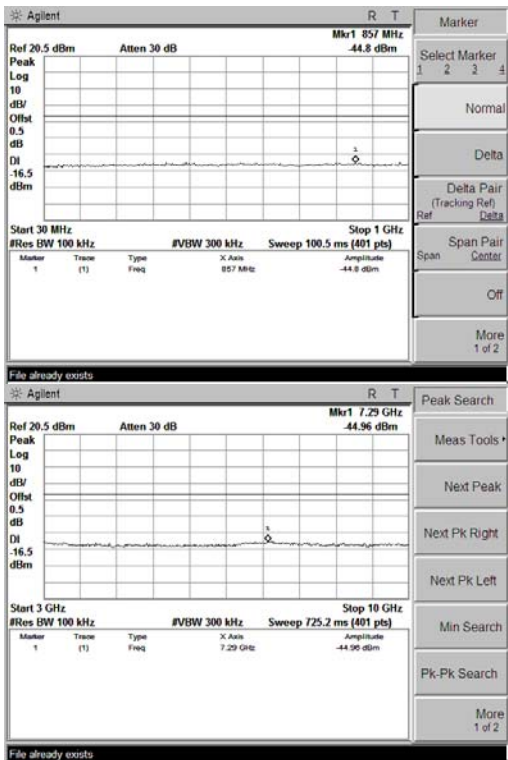 Agilent R T
Marker
Mkr1 857 MHz
Ref 20.5 dBm Atten 30 dB -44.8 dBm
Peak
Log
10
dB/
Offst
0.5
dB
DI
-16.5
dBm
1
Start 30 MHz Stop 1 GHz
#Res BW 100 kHz #VBW 300 kHz Sweep 100.5 ms (401 pts)
Marker Trace Type X Axis Amplitude
1 (1) Freq 857 MHz -44.8 dBm
Select Marker
1 2 3 4
Normal
Delta
Delta Pair
(Tracking Ref)
Ref Delta
Span Pair
Span Center
Off
More
1 of 2
File already exists
Agilent R T
Peak Search
Mkr1 7.29 GHz
Ref 20.5 dBm Atten 30 dB -44.96 dBm
Peak
Log
10
dB/
Offst
0.5
dB
DI
-16.5
dBm
1
Start 3 GHz Stop 10 GHz
#Res BW 100 kHz #VBW 300 kHz Sweep 725.2 ms (401 pts)
Marker Trace Type X Axis Amplitude
1 (1) Freq 7.29 GHz -44.96 dBm
Meas Tools
Next Peak
Next Pk Right
Next Pk Left
Min Search
Pk-Pk Search
More
1 of 2
File already exists